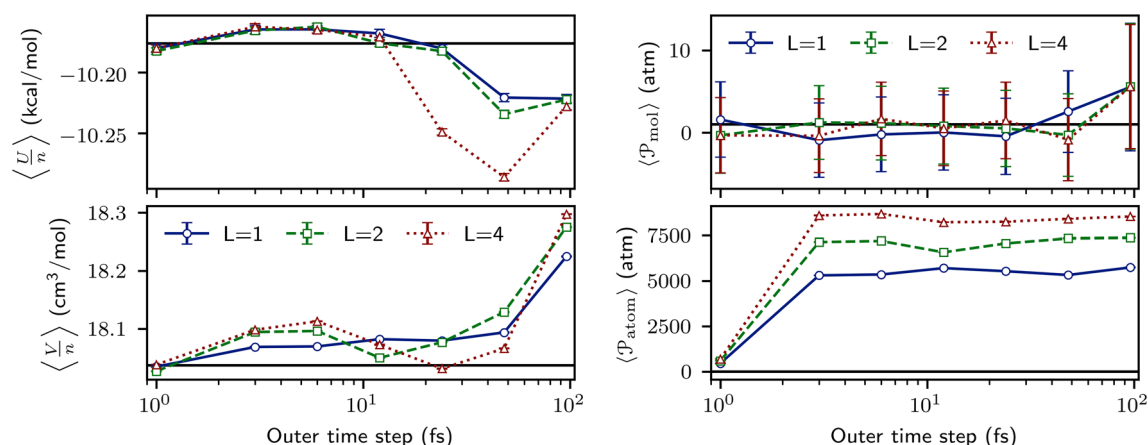 ⟨U/n⟩ (kcal/mol)
−10.20
−10.25
⟨𝒫mol⟩ (atm)
10
0
L=1 L=2 L=4
⟨V/n⟩ (cm³/mol)
18.3
18.2
18.1
L=1 L=2 L=4
10⁰ 10¹ 10²
Outer time step (fs)
⟨𝒫atom⟩ (atm)
7500
5000
2500
0
10⁰ 10¹ 10²
Outer time step (fs)